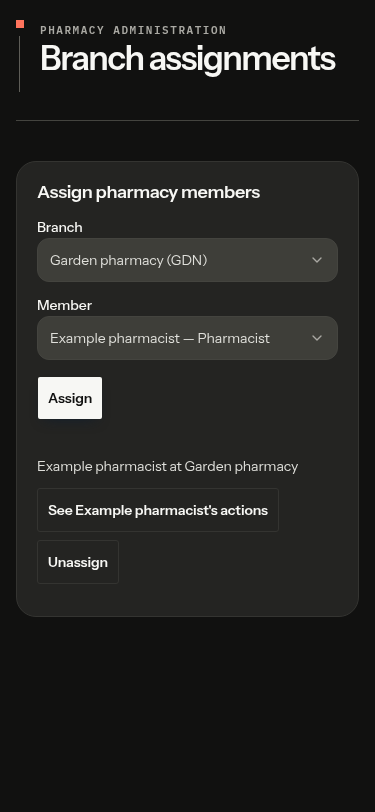 PHARMACY ADMINISTRATION
Branch assignments
Assign pharmacy members
Branch
Garden pharmacy (GDN)
Member
Example pharmacist — Pharmacist
Assign
Example pharmacist at Garden pharmacy
See Example pharmacist's actions
Unassign